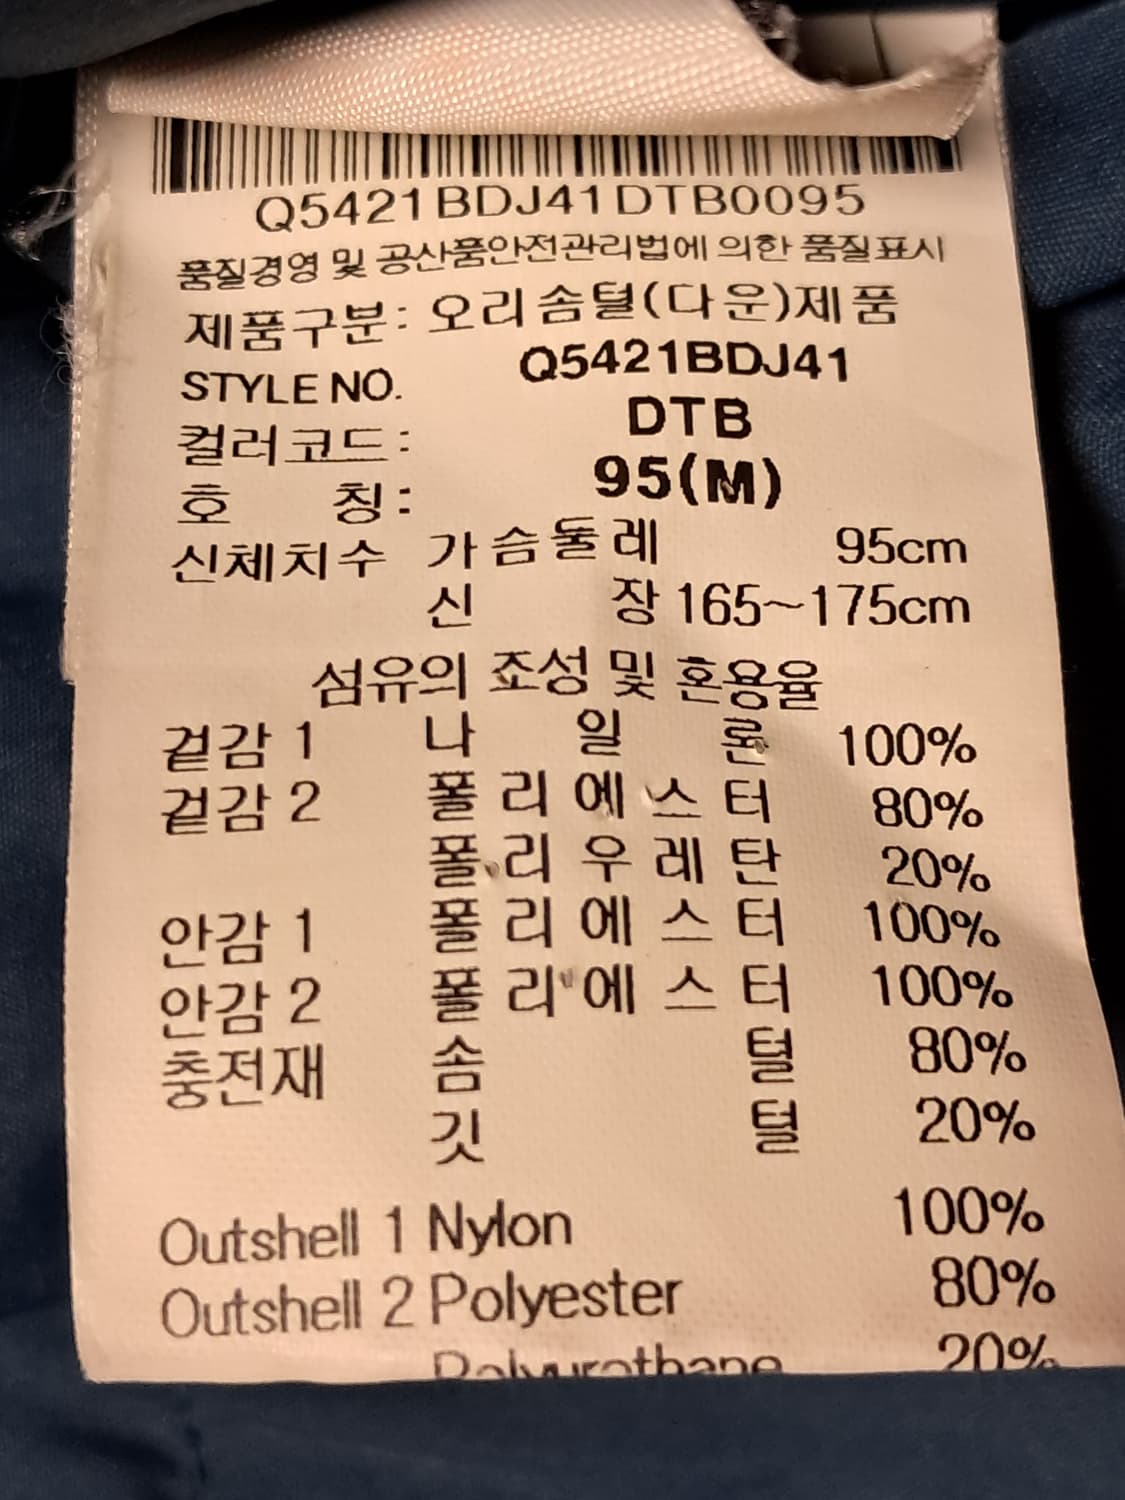 Q5421BDJ41DTB0095
품질경영 및 공산품안전관리법에 의한 품질표시
제품구분: 오리솜털(다운)제품
STYLE NO. Q5421BDJ41
컬러코드: DTB
호 칭: 95(M)
신체치수 가슴둘레 95cm
신 장 165~175cm
섬유의 조성 및 혼용율
겉감 1 나 일 론 100%
겉감 2 폴 리 에 스 터 80%
폴 리 우 레 탄 20%
안감 1 폴 리 에 스 터 100%
안감 2 폴 리 에 스 터 100%
충전재 솜 털 80%
깃 털 20%
Outshell 1 Nylon 100%
Outshell 2 Polyester 80%
Polyurethane 20%